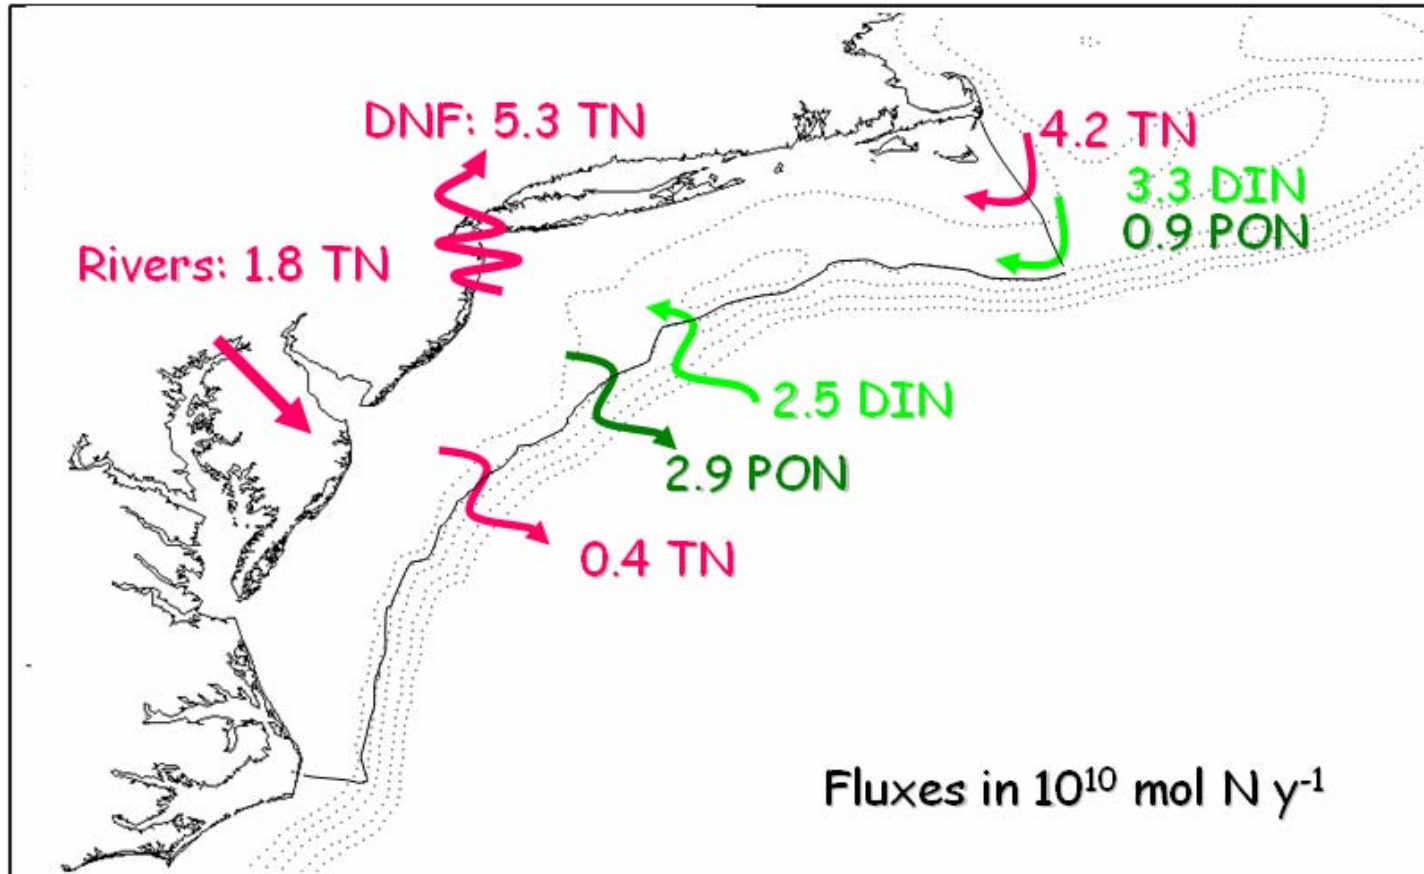 DNF: 5.3 TN
4.2 TN
3.3 DIN
0.9 PON
Rivers: 1.8 TN
2.5 DIN
2.9 PON
0.4 TN
Fluxes in 10¹⁰ mol N y⁻¹